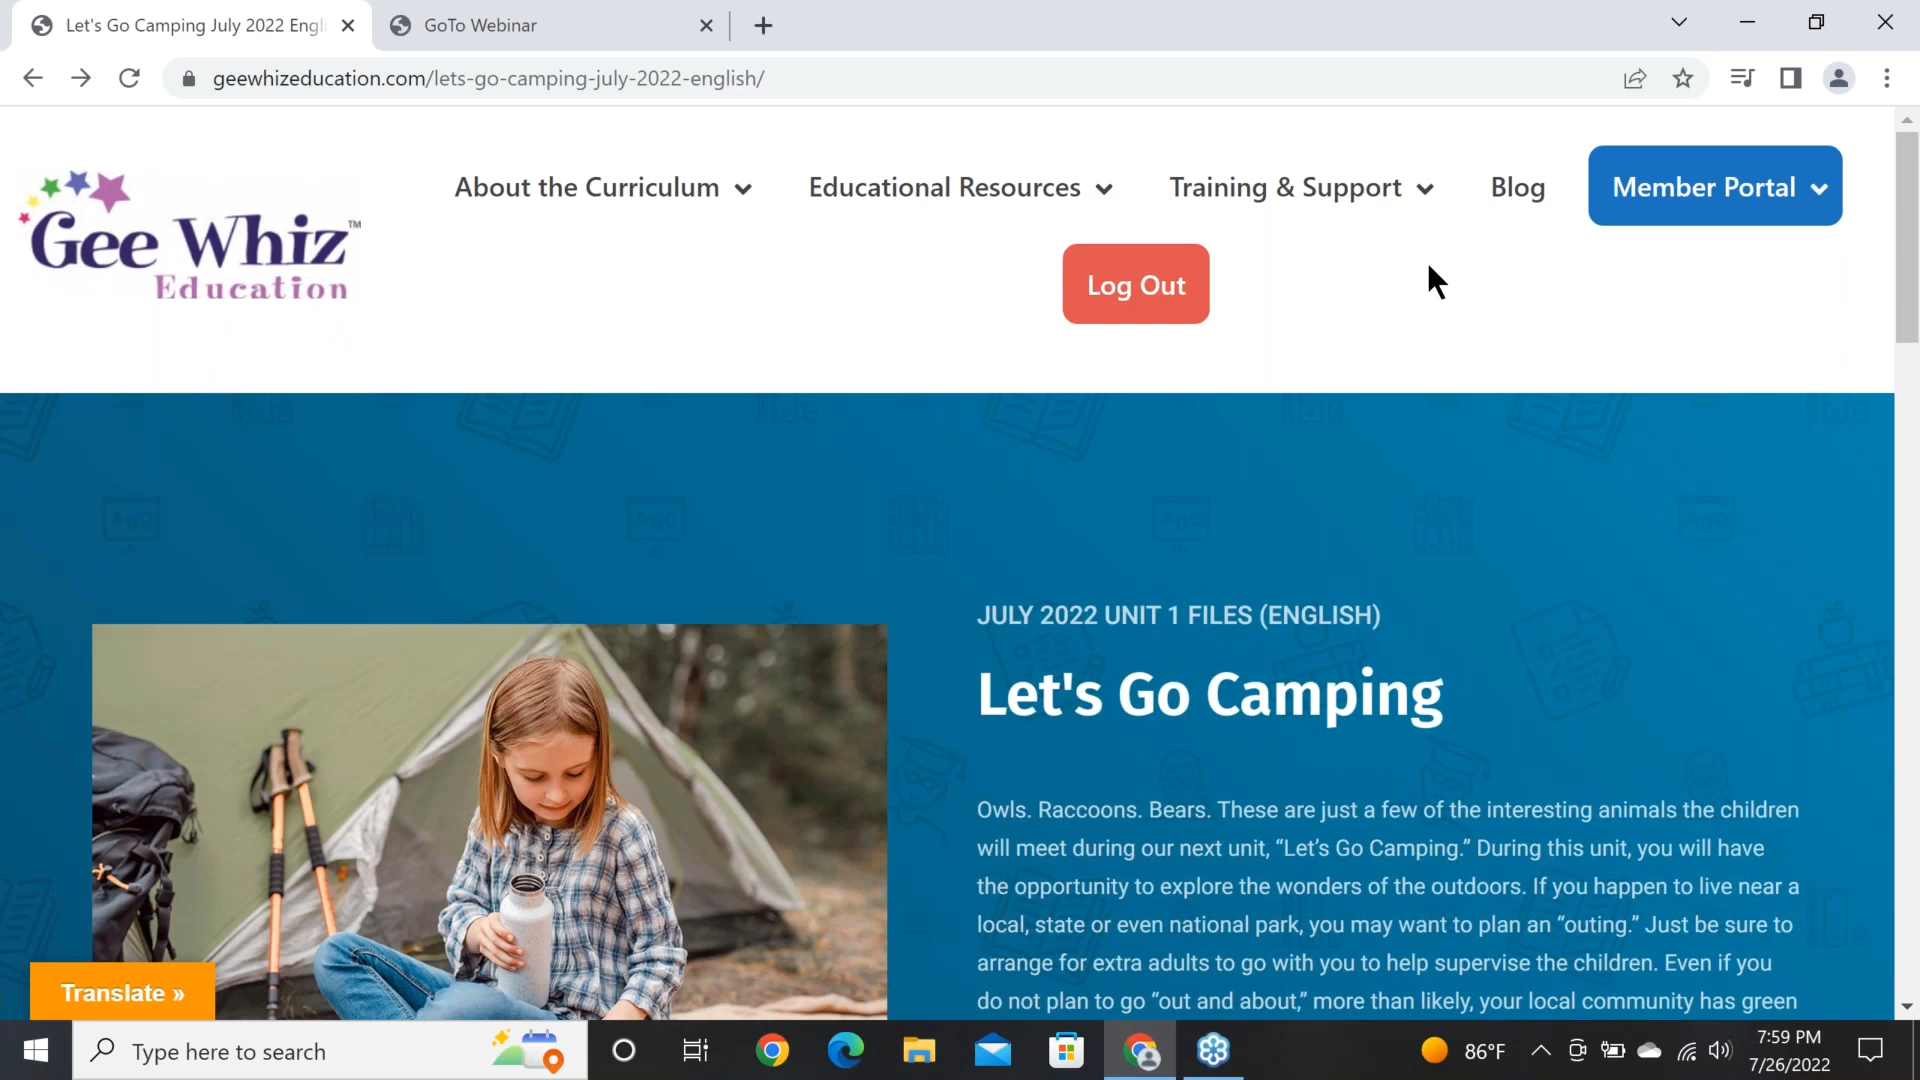 Let's Go Camping July 2022 Engl
GoTo Webinar
geewhizeducation.com/lets-go-camping-july-2022-english/
Gee Whiz™
Education
About the Curriculum
Educational Resources
Training & Support
Blog
Member Portal
Log Out
JULY 2022 UNIT 1 FILES (ENGLISH)
Let's Go Camping
Owls. Raccoons. Bears. These are just a few of the interesting animals the children
will meet during our next unit, “Let’s Go Camping.” During this unit, you will have
the opportunity to explore the wonders of the outdoors. If you happen to live near a
local, state or even national park, you may want to plan an “outing.” Just be sure to
arrange for extra adults to go with you to help supervise the children. Even if you
do not plan to go “out and about,” more than likely, your local community has green
Translate »
Type here to search
86°F
7:59 PM
7/26/2022